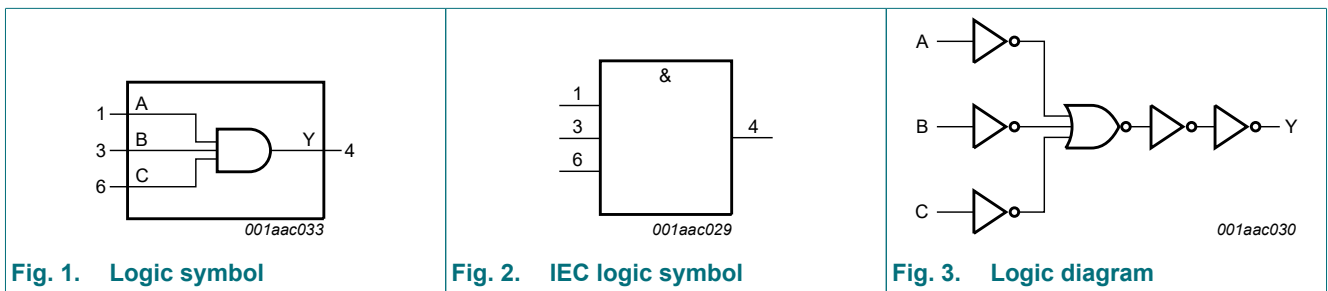 A
1
B
Y
3
4
C
6
001aac033
Fig. 1. Logic symbol
&
1
3
4
6
001aac029
Fig. 2. IEC logic symbol
A
B
Y
C
001aac030
Fig. 3. Logic diagram